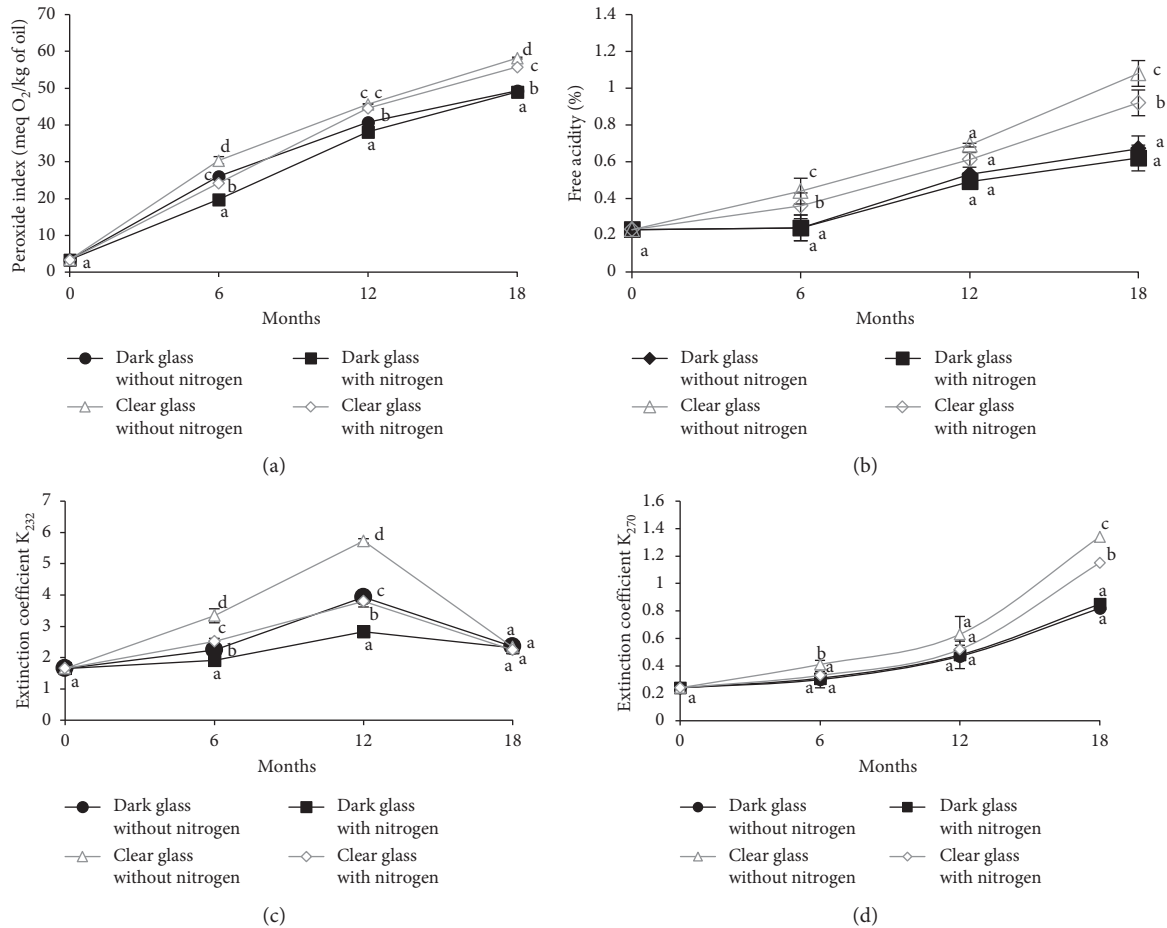 Peroxide index (meq O2/kg of oil)
70
60
50
40
30
20
10
0
a
d
c
b
a
c c
b
a
d
c
b
a
0 6 12 18
Months
Dark glass
without nitrogen
Dark glass
with nitrogen
Clear glass
without nitrogen
Clear glass
with nitrogen
(a)
Free acidity (%)
1.4
1.2
1
0.8
0.6
0.4
0.2
0
a
c
b
a
a
a
a
a
a
c
b
a
a
0 6 12 18
Months
Dark glass
without nitrogen
Dark glass
with nitrogen
Clear glass
without nitrogen
Clear glass
with nitrogen
(b)
Extinction coefficient K232
7
6
5
4
3
2
1
0
a
d
c
b
a
d
c
b
a
a
a
a
a
0 6 12 18
Months
Dark glass
without nitrogen
Dark glass
with nitrogen
Clear glass
without nitrogen
Clear glass
with nitrogen
(c)
Extinction coefficient K270
1.6
1.4
1.2
1
0.8
0.6
0.4
0.2
0
a
b
a
a a
a
a
a a
c
b
a
a
0 6 12 18
Months
Dark glass
without nitrogen
Dark glass
with nitrogen
Clear glass
without nitrogen
Clear glass
with nitrogen
(d)